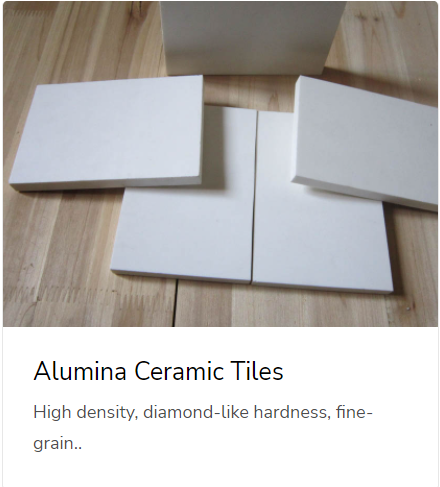 Alumina Ceramic Tiles
High density, diamond-like hardness, fine-
grain..